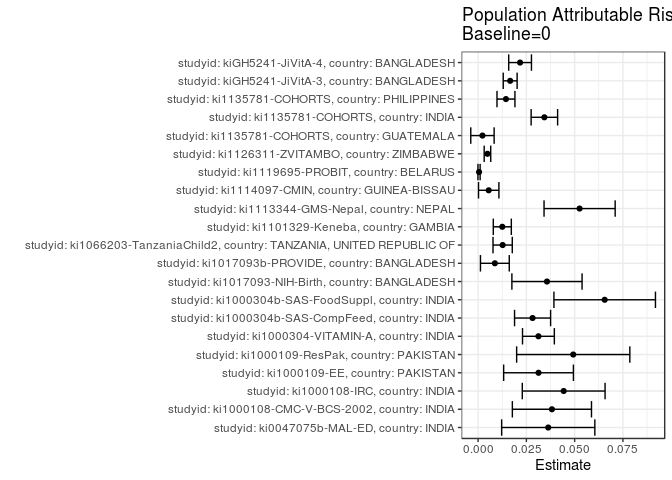 Population Attributable Ris
Baseline=0
studyid: kiGH5241-JiVitA-4, country: BANGLADESH
studyid: kiGH5241-JiVitA-3, country: BANGLADESH
studyid: ki1135781-COHORTS, country: PHILIPPINES
studyid: ki1135781-COHORTS, country: INDIA
studyid: ki1135781-COHORTS, country: GUATEMALA
studyid: ki1126311-ZVITAMBO, country: ZIMBABWE
studyid: ki1119695-PROBIT, country: BELARUS
studyid: ki1114097-CMIN, country: GUINEA-BISSAU
studyid: ki1113344-GMS-Nepal, country: NEPAL
studyid: ki1101329-Keneba, country: GAMBIA
studyid: ki1066203-TanzaniaChild2, country: TANZANIA, UNITED REPUBLIC OF
studyid: ki1017093b-PROVIDE, country: BANGLADESH
studyid: ki1017093-NIH-Birth, country: BANGLADESH
studyid: ki1000304b-SAS-FoodSuppl, country: INDIA
studyid: ki1000304b-SAS-CompFeed, country: INDIA
studyid: ki1000304-VITAMIN-A, country: INDIA
studyid: ki1000109-ResPak, country: PAKISTAN
studyid: ki1000109-EE, country: PAKISTAN
studyid: ki1000108-IRC, country: INDIA
studyid: ki1000108-CMC-V-BCS-2002, country: INDIA
studyid: ki0047075b-MAL-ED, country: INDIA
0.000 0.025 0.050 0.075
Estimate